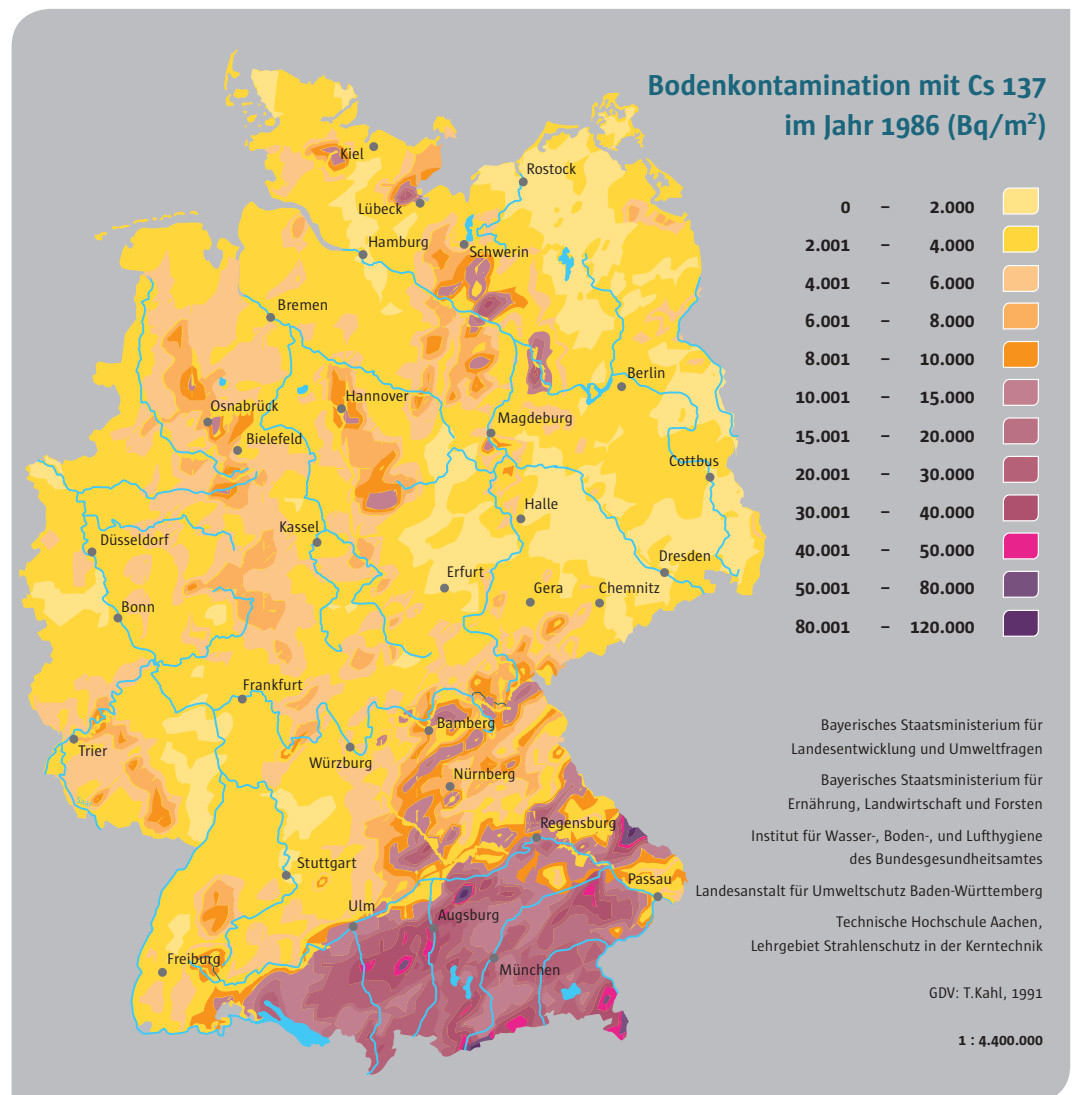 Bodenkontamination mit Cs 137
im Jahr 1986 (Bq/m²)
0 – 2.000
2.001 – 4.000
4.001 – 6.000
6.001 – 8.000
8.001 – 10.000
10.001 – 15.000
15.001 – 20.000
20.001 – 30.000
30.001 – 40.000
40.001 – 50.000
50.001 – 80.000
80.001 – 120.000
Kiel
Rostock
Lübeck
Hamburg
Schwerin
Bremen
Berlin
Hannover
Osnabrück
Magdeburg
Bielefeld
Cottbus
Halle
Kassel
Düsseldorf
Dresden
Erfurt
Gera
Chemnitz
Bonn
Frankfurt
Bamberg
Trier
Würzburg
Nürnberg
Saar
Regensburg
Stuttgart
Passau
Ulm
Augsburg
Freiburg
München
Bayerisches Staatsministerium für
Landesentwicklung und Umweltfragen
Bayerisches Staatsministerium für
Ernährung, Landwirtschaft und Forsten
Institut für Wasser-, Boden-, und Lufthygiene
des Bundesgesundheitsamtes
Landesanstalt für Umweltschutz Baden-Württemberg
Technische Hochschule Aachen,
Lehrgebiet Strahlenschutz in der Kerntechnik
GDV: T.Kahl, 1991
1 : 4.400.000